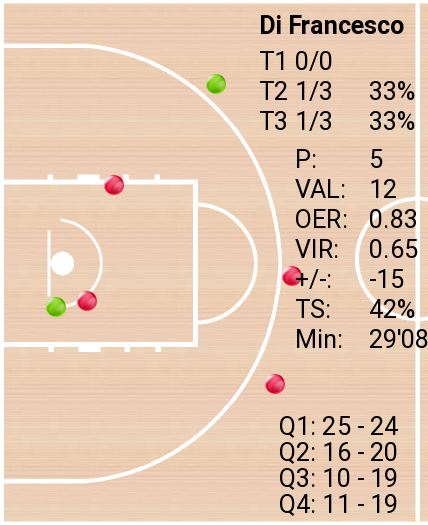 Di Francesco
T1 0/0
T2 1/3 33%
T3 1/3 33%
P: 5
VAL: 12
OER: 0.83
VIR: 0.65
+/-: -15
TS: 42%
Min: 29'08
Q1: 25 - 24
Q2: 16 - 20
Q3: 10 - 19
Q4: 11 - 19